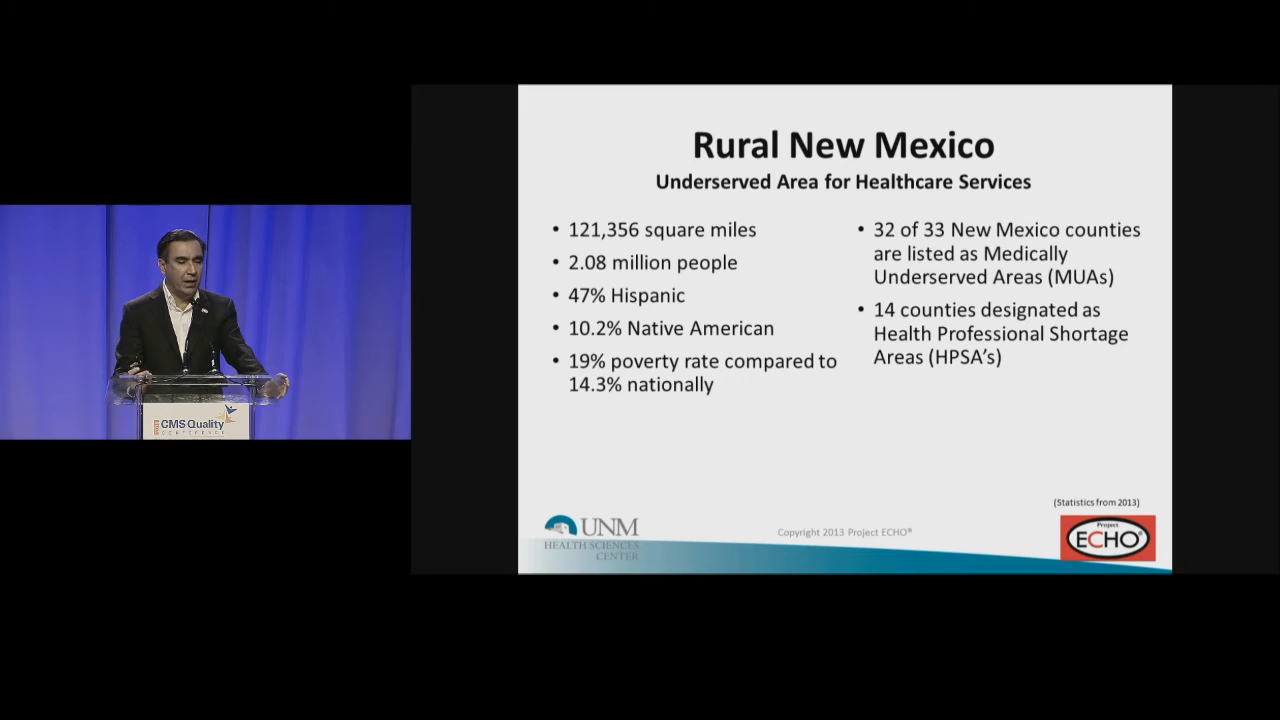 Rural New Mexico
Underserved Area for Healthcare Services
• 121,356 square miles
• 2.08 million people
• 47% Hispanic
• 10.2% Native American
• 19% poverty rate compared to
14.3% nationally
• 32 of 33 New Mexico counties
are listed as Medically
Underserved Areas (MUAs)
• 14 counties designated as
Health Professional Shortage
Areas (HPSA’s)
(Statistics from 2013)
UNM
HEALTH SCIENCES
CENTER
Copyright 2013 Project ECHO®
Project
ECHO®
CMS Quality
CONFERENCE